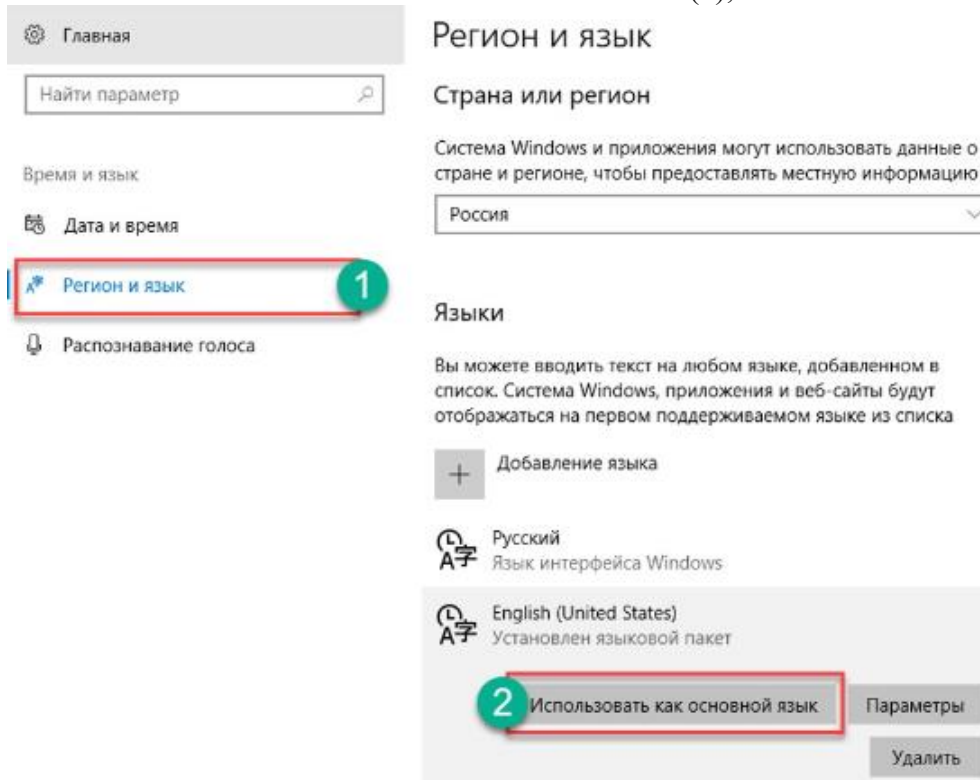 Главная
Найти параметр
Время и язык
Дата и время
Регион и язык
1
Распознавание голоса
Регион и язык
Страна или регион
Система Windows и приложения могут использовать данные о
стране и регионе, чтобы предоставлять местную информацию
Россия
Языки
Вы можете вводить текст на любом языке, добавленном в
список. Система Windows, приложения и веб-сайты будут
отображаться на первом поддерживаемом языке из списка
Добавление языка
Русский
Язык интерфейса Windows
English (United States)
Установлен языковой пакет
2 Использовать как основной язык Параметры
Удалить